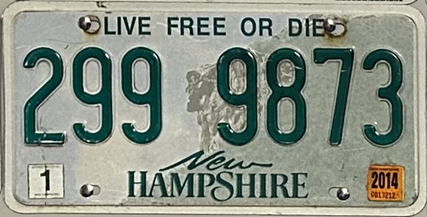 LIVE FREE OR DIE
299 9873
1
2014
New
HAMPSHIRE